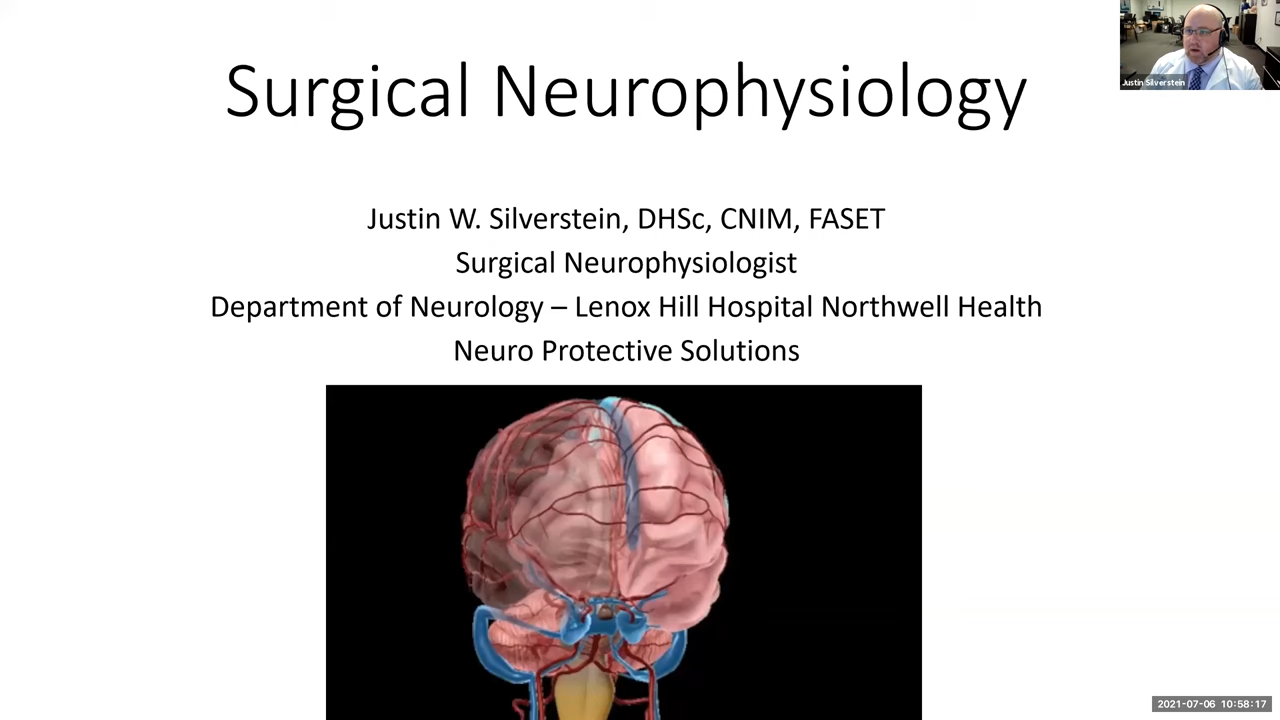 Surgical Neurophysiology
Justin Silverstein
Justin W. Silverstein, DHSc, CNIM, FASET
Surgical Neurophysiologist
Department of Neurology – Lenox Hill Hospital Northwell Health
Neuro Protective Solutions
2021-07-06 10:58:17